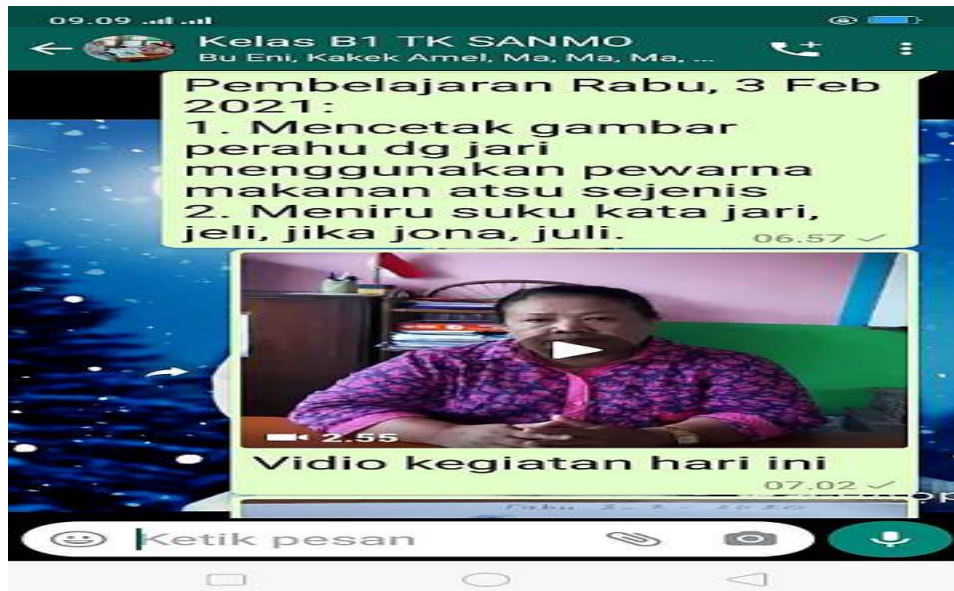 09.09
Kelas B1 TK SANMO
Bu Eni, Kakek Amel, Ma, Ma, Ma, ...
Pembelajaran Rabu, 3 Feb
2021:
1. Mencetak gambar
perahu dg jari
menggunakan pewarna
makanan atsu sejenis
2. Meniru suku kata jari,
jeli, jika jona, juli.
06.57
2.55
Vidio kegiatan hari ini
07.02
Ketik pesan